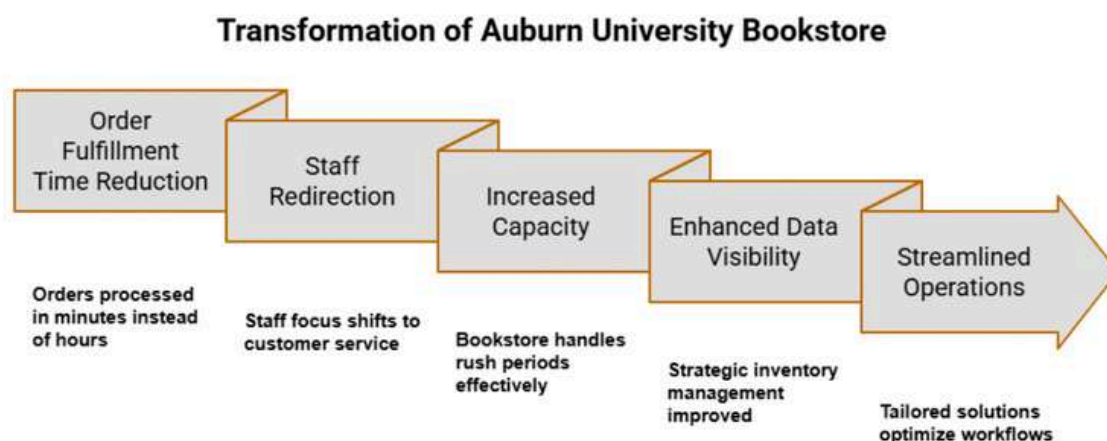 Transformation of Auburn University Bookstore
Order
Fulfillment
Time Reduction
Orders processed
in minutes instead
of hours
Staff
Redirection
Staff focus shifts to
customer service
Increased
Capacity
Bookstore handles
rush periods
effectively
Enhanced Data
Visibility
Strategic inventory
management
improved
Streamlined
Operations
Tailored solutions
optimize workflows